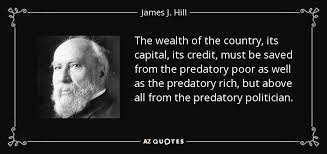 James J. Hill
The wealth of the country, its
capital, its credit, must be saved
from the predatory poor as well
as the predatory rich, but above
all from the predatory politician.
AZ QUOTES